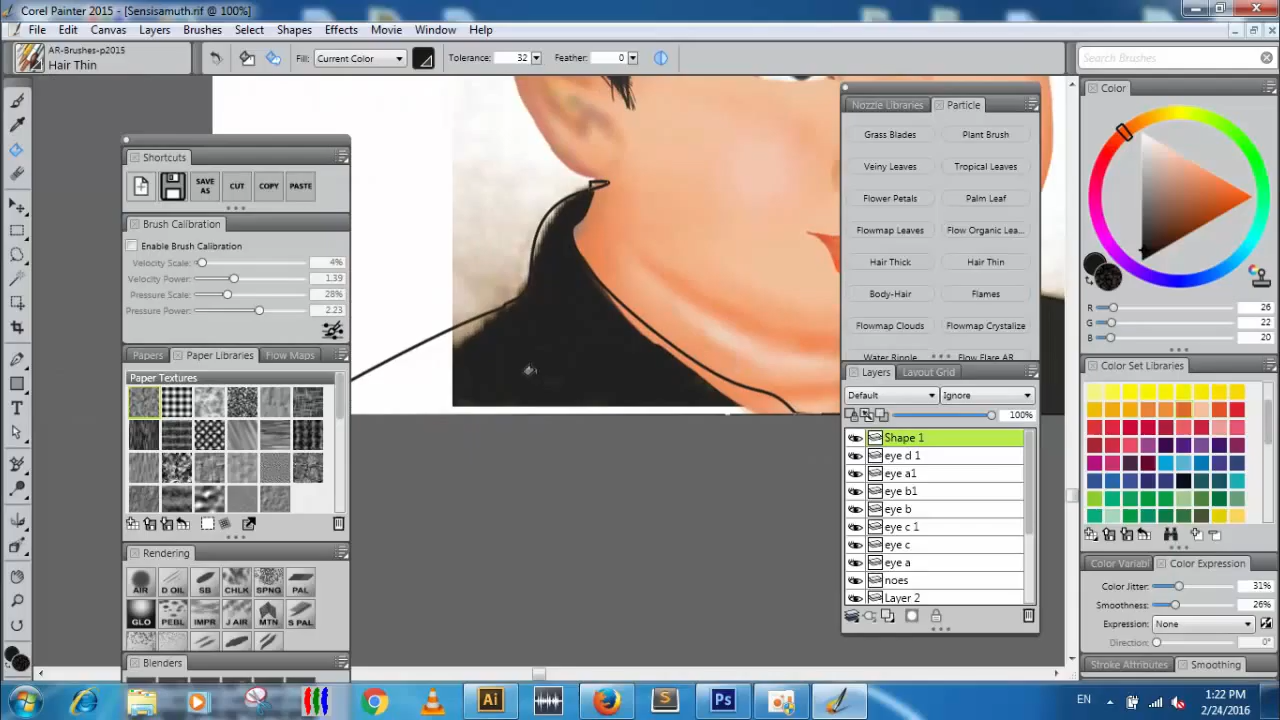 Corel Painter 2015 - [Sensisamuth.rif @ 100%]
File Edit Canvas Layers Brushes Select Shapes Effects Movie Window Help
AR-Brushes-p2015
Hair Thin
Fill: Current Color Tolerance: 32 Feather: 0
Search Brushes
Shortcuts
SAVE AS CUT COPY PASTE
Brush Calibration
Enable Brush Calibration
Velocity Scale: 4%
Velocity Power: 1.39
Pressure Scale: 28%
Pressure Power: 2.23
Papers Paper Libraries Flow Maps
Paper Textures
Rendering
AIR D OIL SB CHLK SPNG PAL
GLO PEBL IMPR J AIR MTN S PAL
Blenders
Nozzle Libraries Particle
Grass Blades Plant Brush
Veiny Leaves Tropical Leaves
Flower Petals Palm Leaf
Flowmap Leaves Flow Organic Lea...
Hair Thick Hair Thin
Body-Hair Flames
Flowmap Clouds Flowmap Crystalize
Water Ripple Flow Flare AR
Layers Layout Grid
Default Ignore
100%
Shape 1
eye d 1
eye a1
eye b1
eye b
eye c 1
eye c
eye a
noes
Layer 2
Color
R 26
G 22
B 20
Color Set Libraries
Color Variabi Color Expression
Color Jitter: 31%
Smoothness: 26%
Expression: None
Direction: 0°
Stroke Attributes Smoothing
Ai S Ps
EN 1:22 PM
2/24/2016